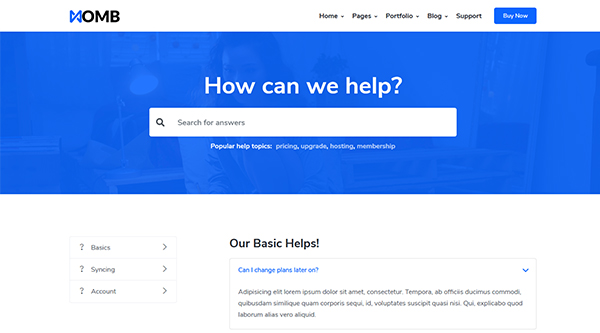 NOMB
Home Pages Portfolio Blog Support Buy Now
How can we help?
Search for answers
Popular help topics: pricing, upgrade, hosting, membership
? Basics
? Syncing
? Account
Our Basic Helps!
Can I change plans later on?
Adipisicing elit lorem ipsum dolor sit amet, consectetur. Tempora, ab officiis ducimus commodi,
quibusdam similique quam corporis sequi, id, voluptates suscipit quasi nisi. Qui, explicabo quod
laborum alias vero aliquid.